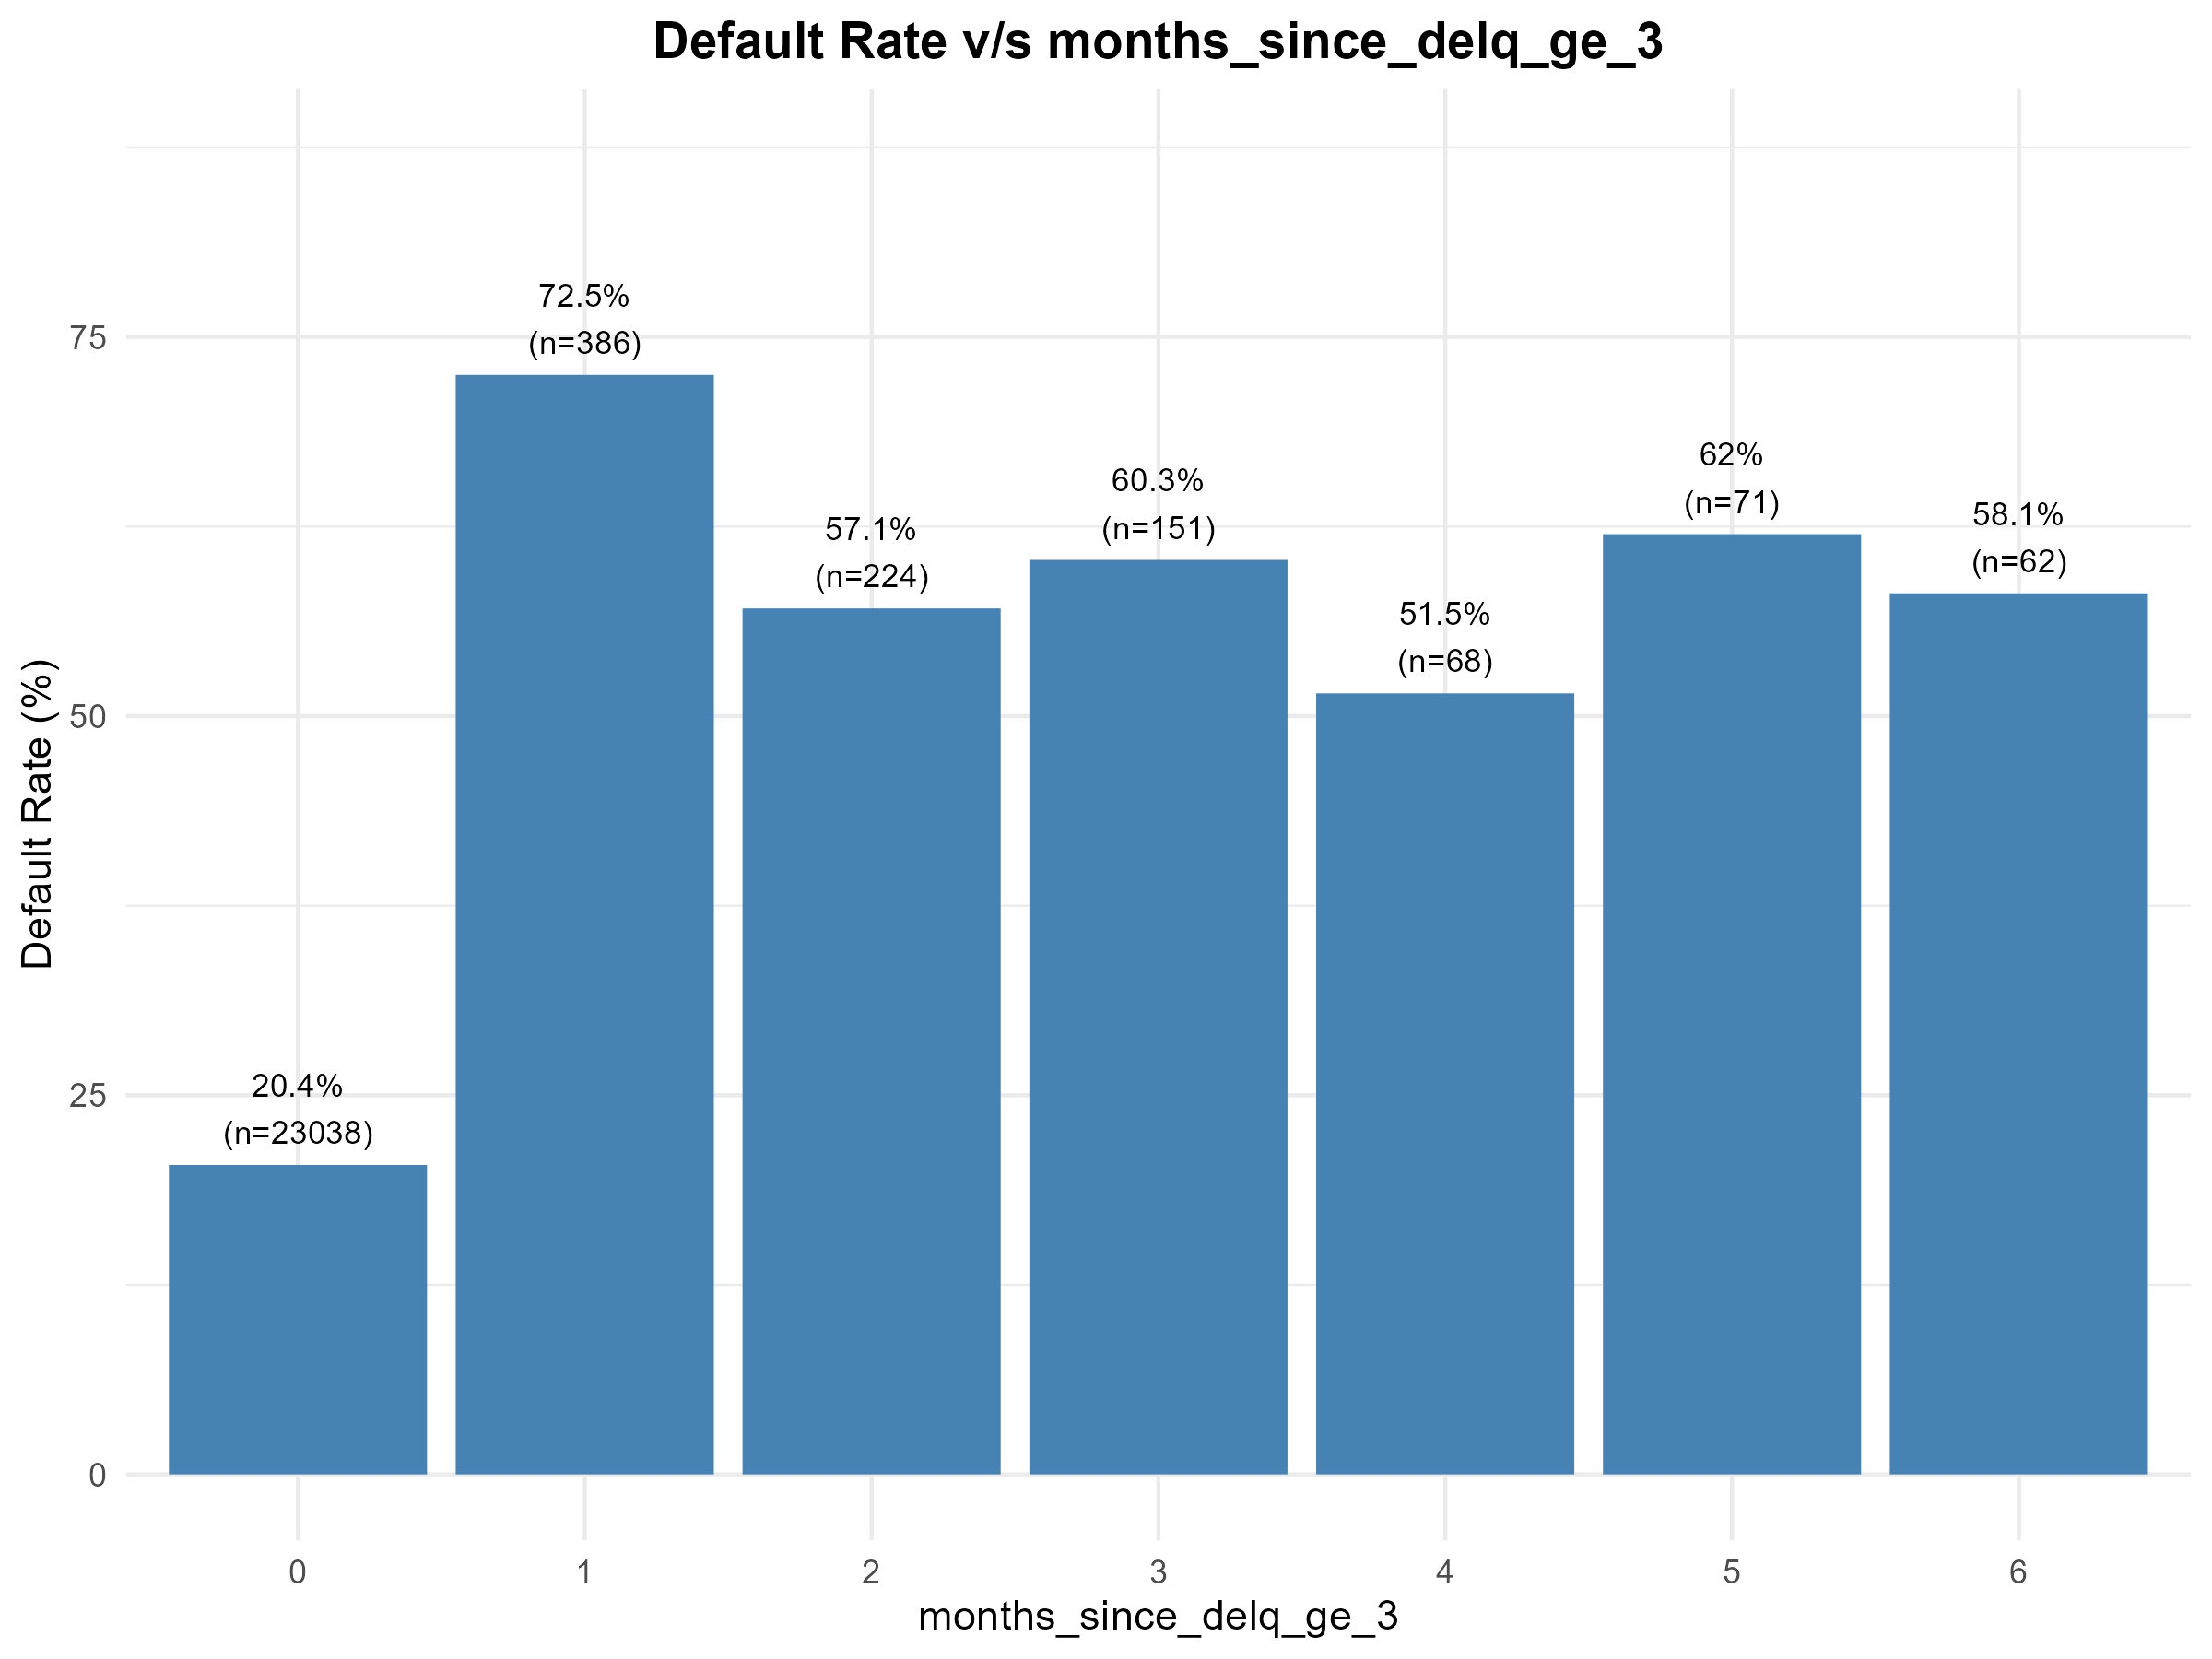 Default Rate v/s months_since_delq_ge_3
Default Rate (%)
75
50
25
0
20.4%
(n=23038)
72.5%
(n=386)
57.1%
(n=224)
60.3%
(n=151)
51.5%
(n=68)
62%
(n=71)
58.1%
(n=62)
0
1
2
3
4
5
6
months_since_delq_ge_3